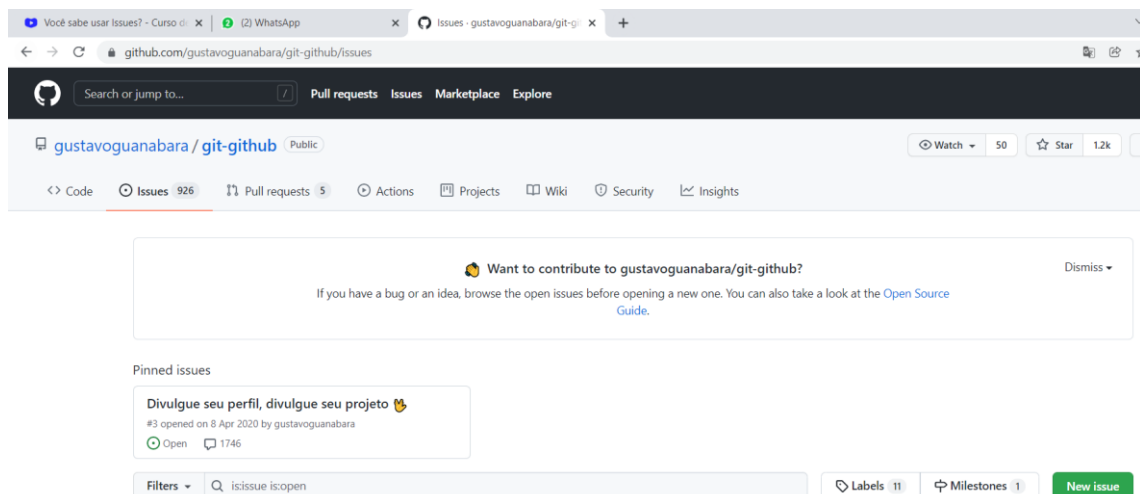 Você sabe usar Issues? - Curso d
(2) WhatsApp
Issues · gustavoguanabara/git-gi
github.com/gustavoguanabara/git-github/issues
Search or jump to... /
Pull requests Issues Marketplace Explore
gustavoguanabara / git-github Public
Watch 50 Star 1.2k
<> Code Issues 926 Pull requests 5 Actions Projects Wiki Security Insights
Want to contribute to gustavoguanabara/git-github?
Dismiss
If you have a bug or an idea, browse the open issues before opening a new one. You can also take a look at the Open Source
Guide.
Pinned issues
Divulgue seu perfil, divulgue seu projeto 🖖
#3 opened on 8 Apr 2020 by gustavoguanabara
Open 1746
Filters is:issue is:open Labels 11 Milestones 1 New issue